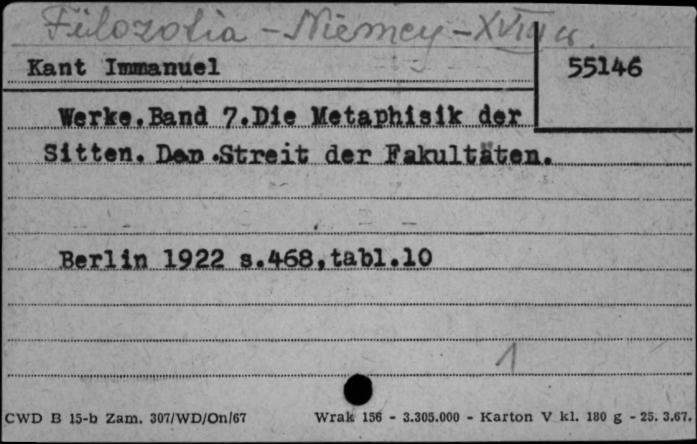 Filozofia - Niemcy - XVIII w.
Kant Immanuel
55146
Werke.Band 7.Die Metaphisik der
Sitten. Den .Streit der Fakultäten.
Berlin 1922 s.468,tabl.10
1
CWD B 15-b Zam. 307/WD/On/67 Wrak 156 - 3.305.000 - Karton V kl. 180 g - 25. 3.67.